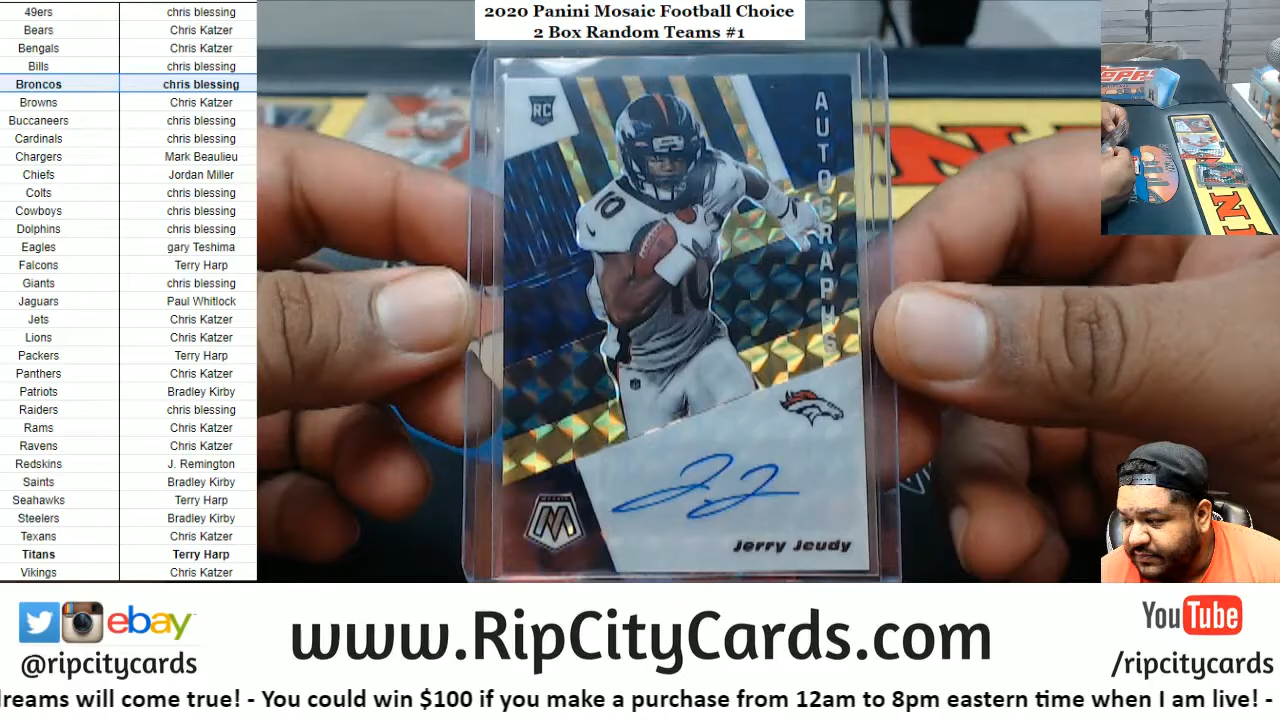 2020 Panini Mosaic Football Choice
2 Box Random Teams #1
49ers chris blessing
Bears Chris Katzer
Bengals Chris Katzer
Bills chris blessing
Broncos chris blessing
Browns Chris Katzer
Buccaneers chris blessing
Cardinals chris blessing
Chargers Mark Beaulieu
Chiefs Jordan Miller
Colts chris blessing
Cowboys chris blessing
Dolphins chris blessing
Eagles gary Teshima
Falcons Terry Harp
Giants chris blessing
Jaguars Paul Whitlock
Jets Chris Katzer
Lions Chris Katzer
Packers Terry Harp
Panthers Chris Katzer
Patriots Bradley Kirby
Raiders chris blessing
Rams Chris Katzer
Ravens Chris Katzer
Redskins J. Remington
Saints Bradley Kirby
Seahawks Terry Harp
Steelers Bradley Kirby
Texans Chris Katzer
Titans Terry Harp
Vikings Chris Katzer
RC
AUTOGRAPHS
10
10
MOSAIC
M
J.J
Jerry Jeudy
ebay
@ripcitycards
www.RipCityCards.com
YouTube
/ripcitycards
dreams will come true! - You could win $100 if you make a purchase from 12am to 8pm eastern time when I am live! -